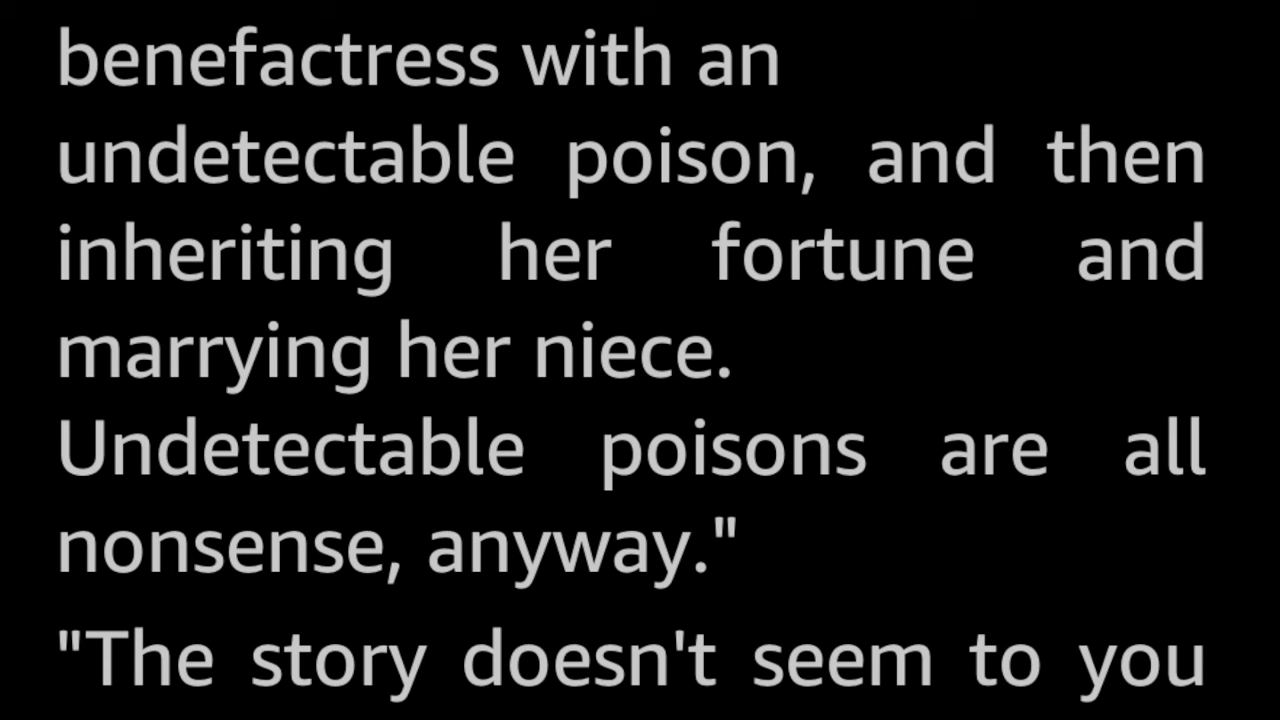 benefactress with an
undetectable poison, and then
inheriting her fortune and
marrying her niece.
Undetectable poisons are all
nonsense, anyway."
"The story doesn't seem to you